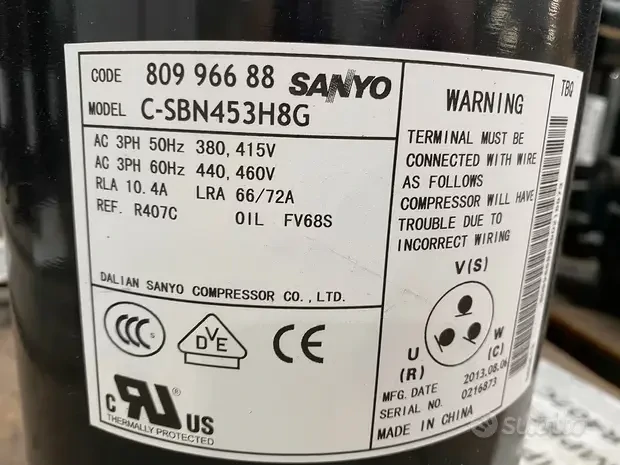 CODE 809 966 88 SANYO
MODEL C-SBN453H8G
AC 3PH 50Hz 380, 415V
AC 3PH 60Hz 440, 460V
RLA 10.4A LRA 66/72A
REF. R407C OIL FV68S
DALIAN SANYO COMPRESSOR CO., LTD.
CCC S
DVE
CE
C UR ® US
THERMALLY PROTECTED
TBQ
WARNING
TERMINAL MUST BE
CONNECTED WITH WIRE
AS FOLLOWS
COMPRESSOR WILL HAVE
TROUBLE DUE TO
INCORRECT WIRING
V(S)
U W
(R) (C)
MFG. DATE 2013.08.06
SERIAL NO. 0216873
MADE IN CHINA
subito